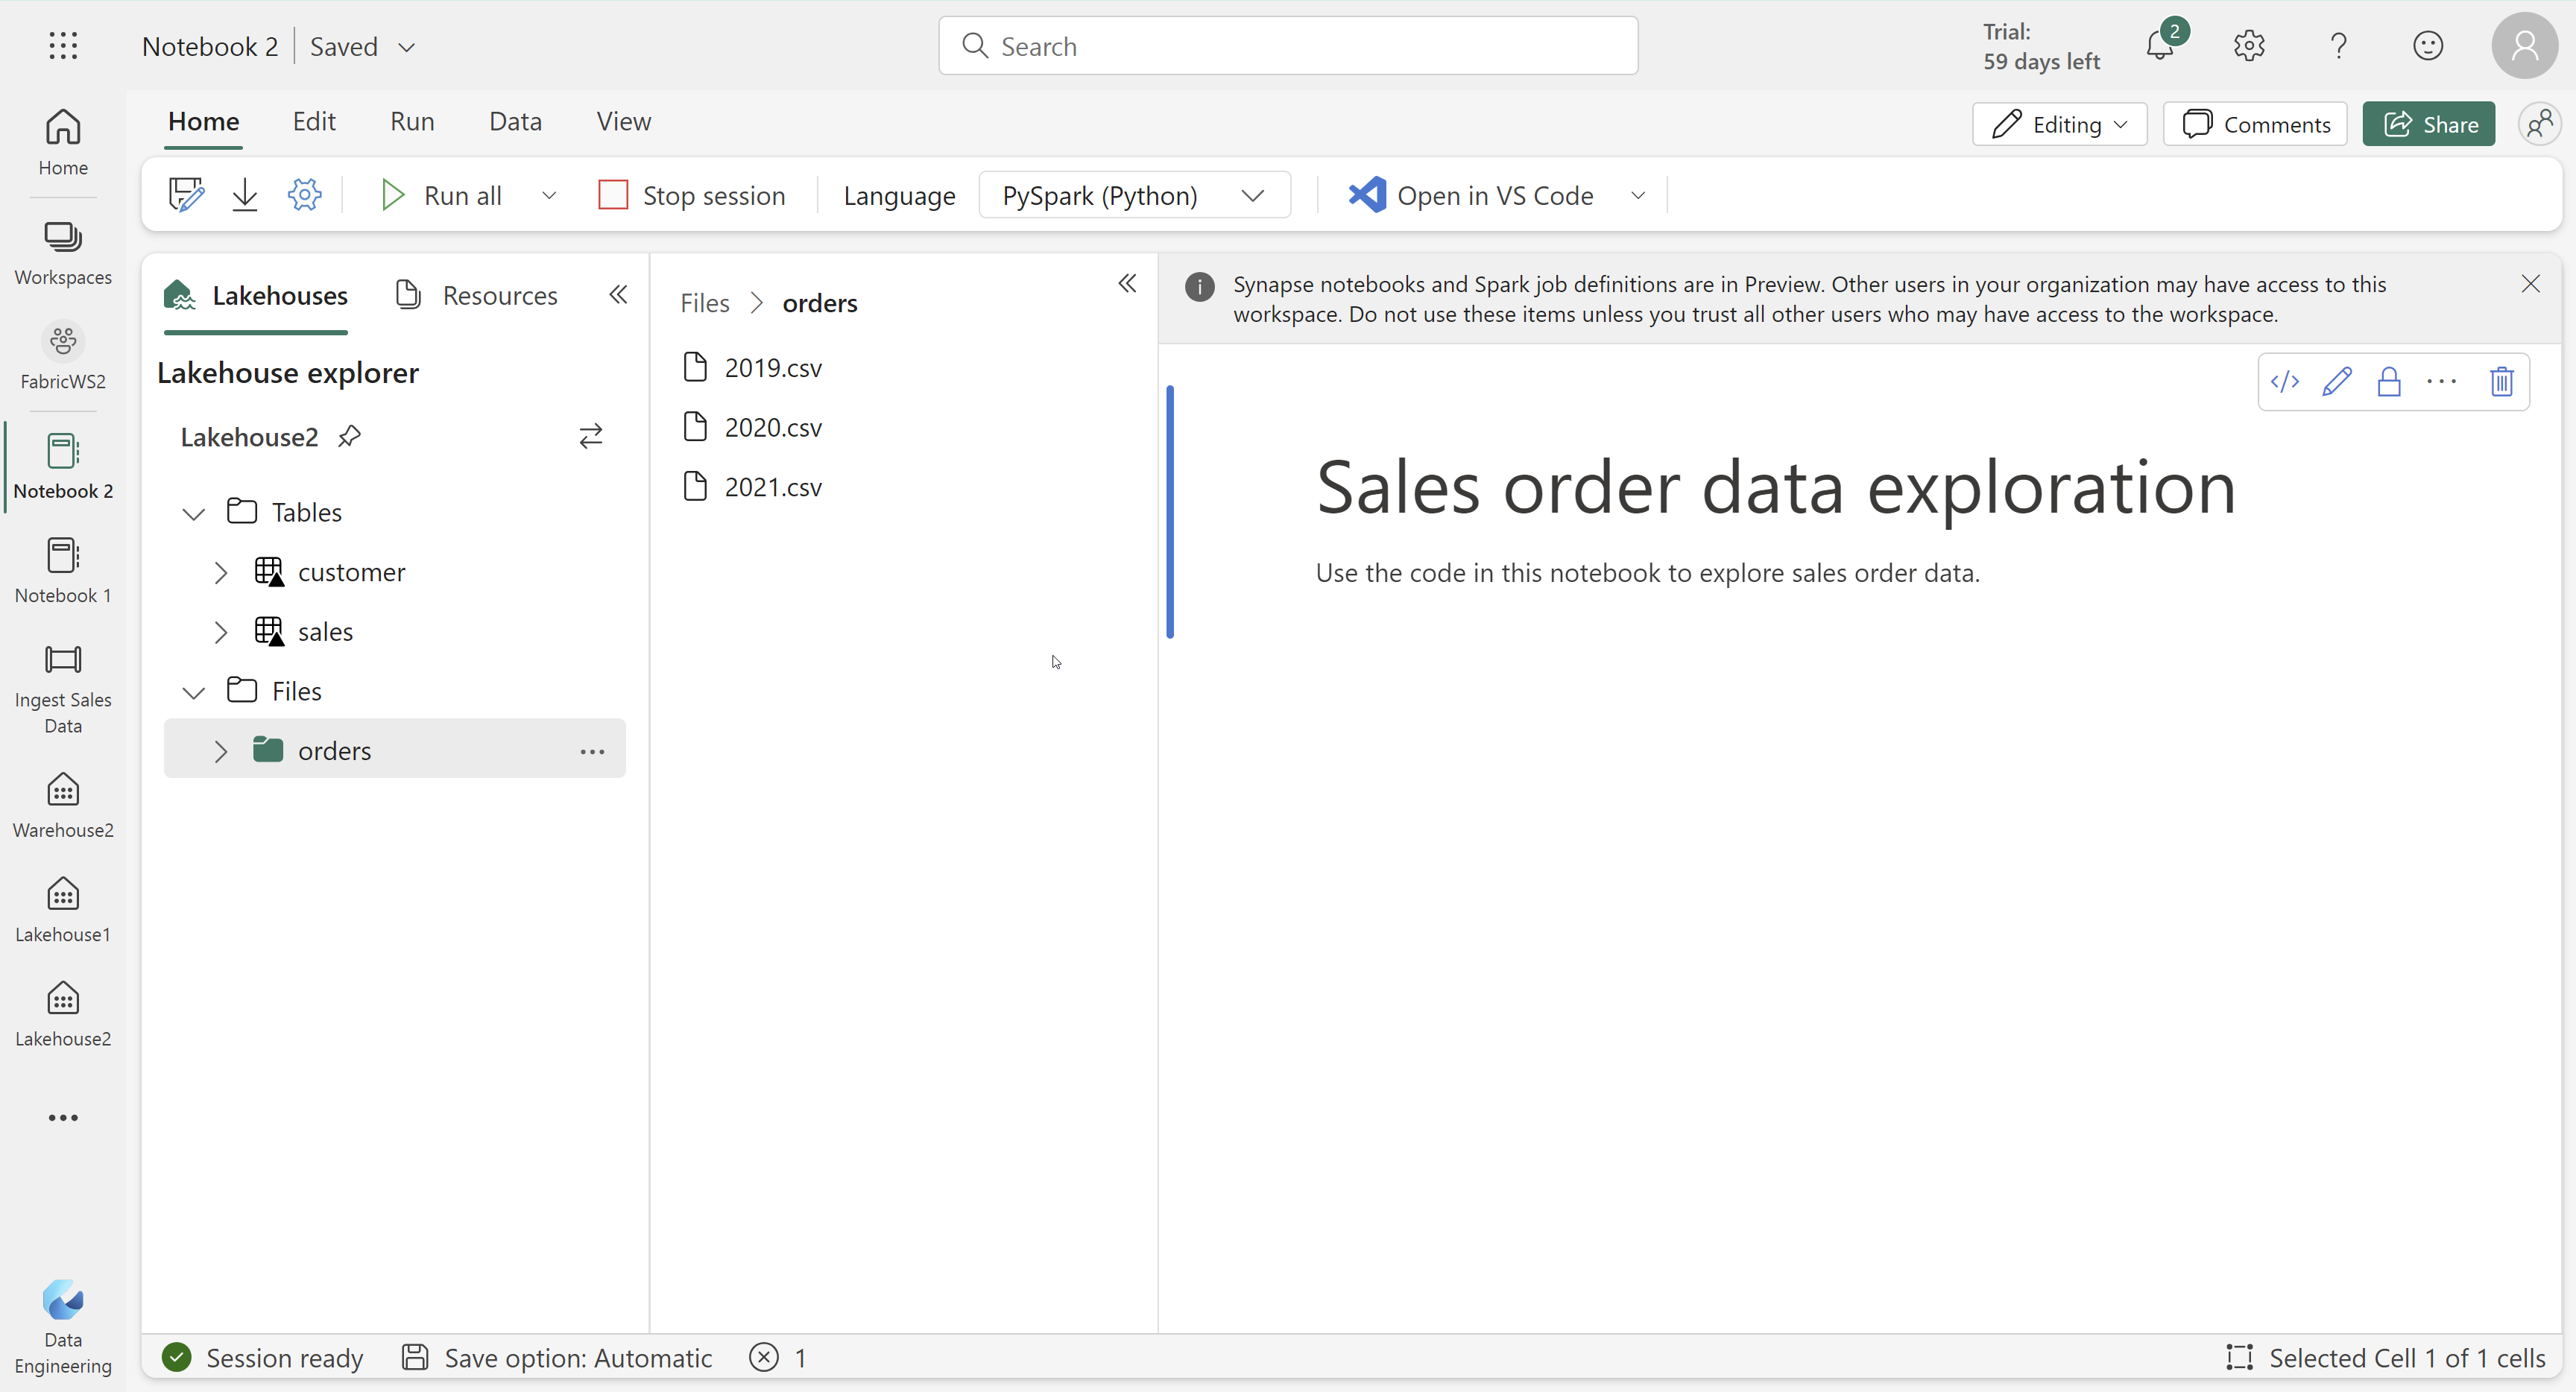 Notebook 2
Saved
Search
Trial:
59 days left
2
Home
Edit
Run
Data
View
Editing
Comments
Share
Run all
Stop session
Language
PySpark (Python)
Open in VS Code
Home
Workspaces
FabricWS2
Notebook 2
Notebook 1
Ingest Sales
Data
Warehouse2
Lakehouse1
Lakehouse2
Data
Engineering
Lakehouses
Resources
Lakehouse explorer
Lakehouse2
Tables
customer
sales
Files
orders
Files > orders
2019.csv
2020.csv
2021.csv
Synapse notebooks and Spark job definitions are in Preview. Other users in your organization may have access to this
workspace. Do not use these items unless you trust all other users who may have access to the workspace.
Sales order data exploration
Use the code in this notebook to explore sales order data.
Session ready
Save option: Automatic
1
Selected Cell 1 of 1 cells